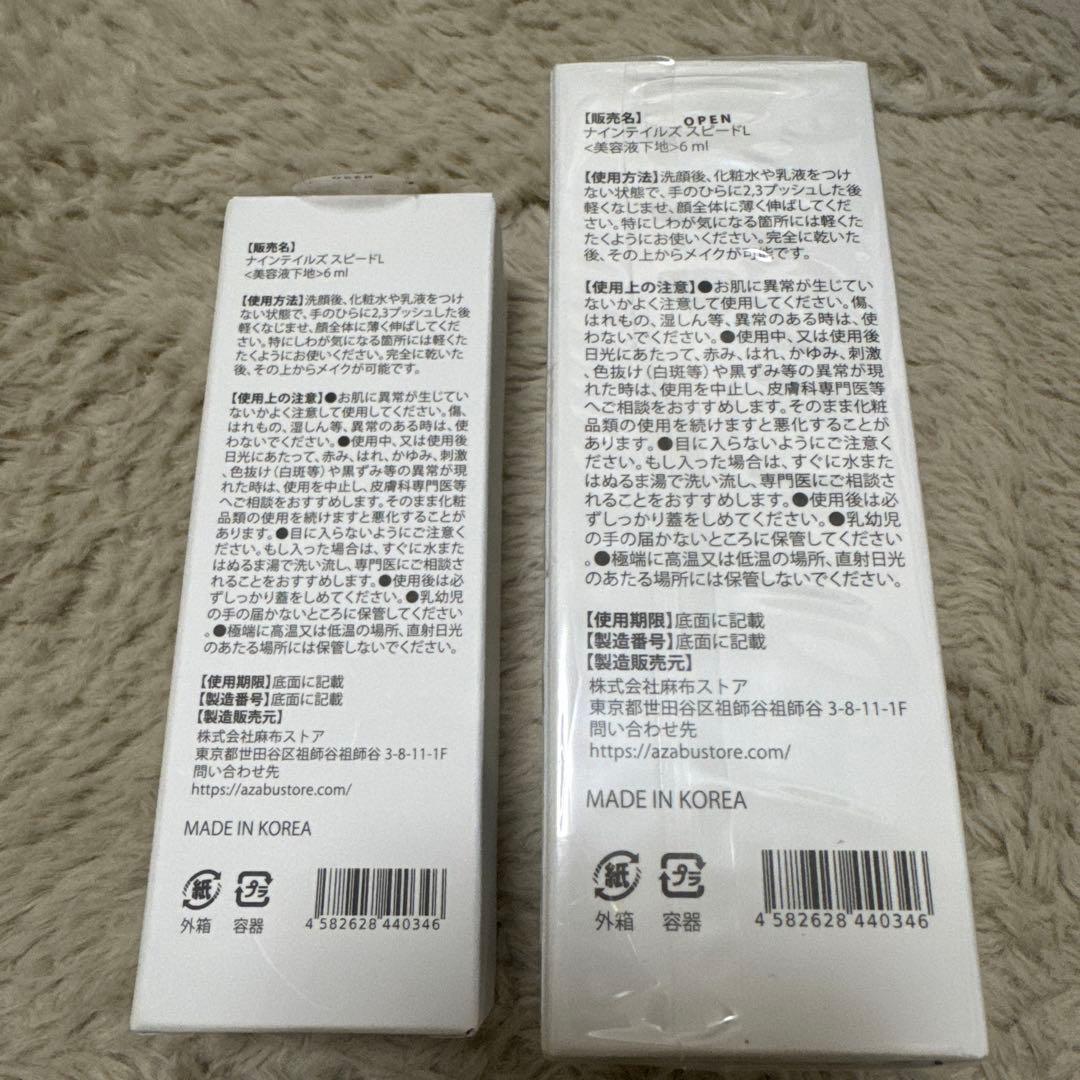 OPEN
【販売名】
ナインテイルズ スピードL
<美容液下地>6 ml
【使用方法】洗顔後、化粧水や乳液をつけ
ない状態で、手のひらに2,3プッシュした後
軽くなじませ、顔全体に薄く伸ばしてくだ
さい。特にしわが気になる箇所には軽くた
たくようにお使いください。完全に乾いた
後、その上からメイクが可能です。
【使用上の注意】●お肌に異常が生じてい
ないかよく注意して使用してください。傷、
はれもの、湿しん等、異常のある時は、使
わないでください。●使用中、又は使用後
日光にあたって、赤み、はれ、かゆみ、刺激
、色抜け(白斑等)や黒ずみ等の異常が現
れた時は、使用を中止し、皮膚科専門医等
へご相談をおすすめします。そのまま化粧
品類の使用を続けますと悪化することが
あります。●目に入らないようにご注意く
ださい。もし入った場合は、すぐに水また
はぬるま湯で洗い流し、専門医にご相談さ
れることをおすすめします。●使用後は必
ずしっかり蓋をしめてください。●乳幼児
の手の届かないところに保管してください
。●極端に高温又は低温の場所、直射日光
のあたる場所には保管しないでください。
【使用期限】底面に記載
【製造番号】底面に記載
【製造販売元】
株式会社麻布ストア
東京都世田谷区祖師谷祖師谷 3-8-11-1F
問い合わせ先
https://azabustore.com/
MADE IN KOREA
紙 プラ
外箱 容器
4 582628 440346
OPEN
【販売名】
ナインテイルズ スピードL
<美容液下地>6 ml
【使用方法】洗顔後、化粧水や乳液をつけ
ない状態で、手のひらに2,3プッシュした後
軽くなじませ、顔全体に薄く伸ばしてくだ
さい。特にしわが気になる箇所には軽くた
たくようにお使いください。完全に乾いた
後、その上からメイクが可能です。
【使用上の注意】●お肌に異常が生じてい
ないかよく注意して使用してください。傷、
はれもの、湿しん等、異常のある時は、使
わないでください。●使用中、又は使用後
日光にあたって、赤み、はれ、かゆみ、刺激
、色抜け(白斑等)や黒ずみ等の異常が現
れた時は、使用を中止し、皮膚科専門医等
へご相談をおすすめします。そのまま化粧
品類の使用を続けますと悪化することが
あります。●目に入らないようにご注意く
ださい。もし入った場合は、すぐに水また
はぬるま湯で洗い流し、専門医にご相談さ
れることをおすすめします。●使用後は必
ずしっかり蓋をしめてください。●乳幼児
の手の届かないところに保管してください
。●極端に高温又は低温の場所、直射日光
のあたる場所には保管しないでください。
【使用期限】底面に記載
【製造番号】底面に記載
【製造販売元】
株式会社麻布ストア
東京都世田谷区祖師谷祖師谷 3-8-11-1F
問い合わせ先
https://azabustore.com/
MADE IN KOREA
紙 プラ
外箱 容器
4 582628 440346